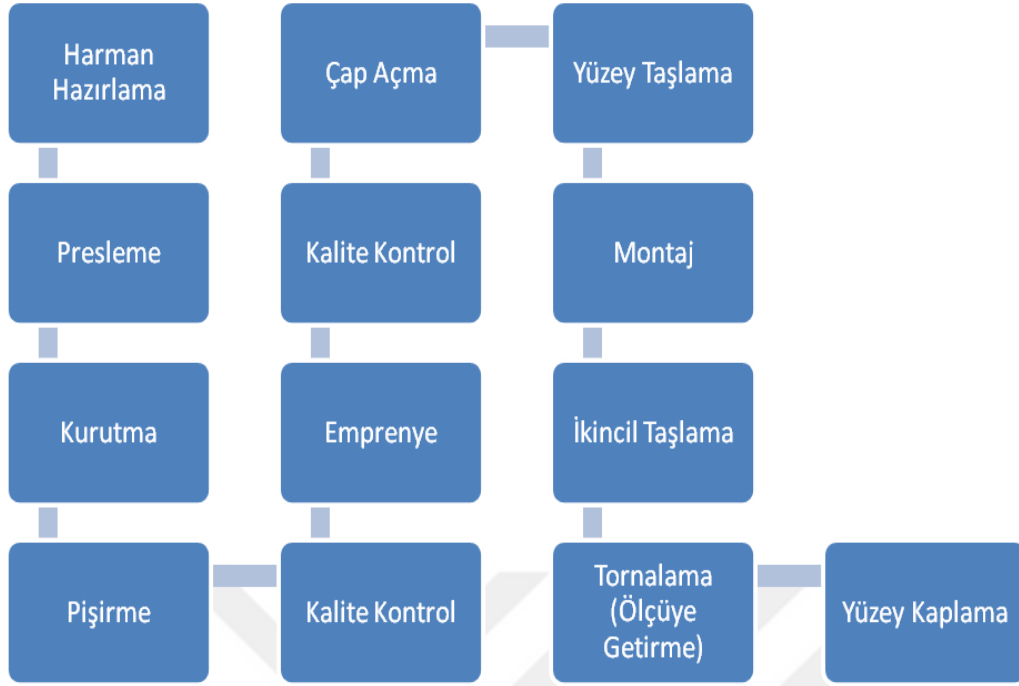 Harman
Hazırlama
Presleme
Kurutma
Pişirme
Kalite Kontrol
Emprenye
Kalite Kontrol
Çap Açma
Yüzey Taşlama
Montaj
İkincil Taşlama
Tornalama
(Ölçüye
Getirme)
Yüzey Kaplama